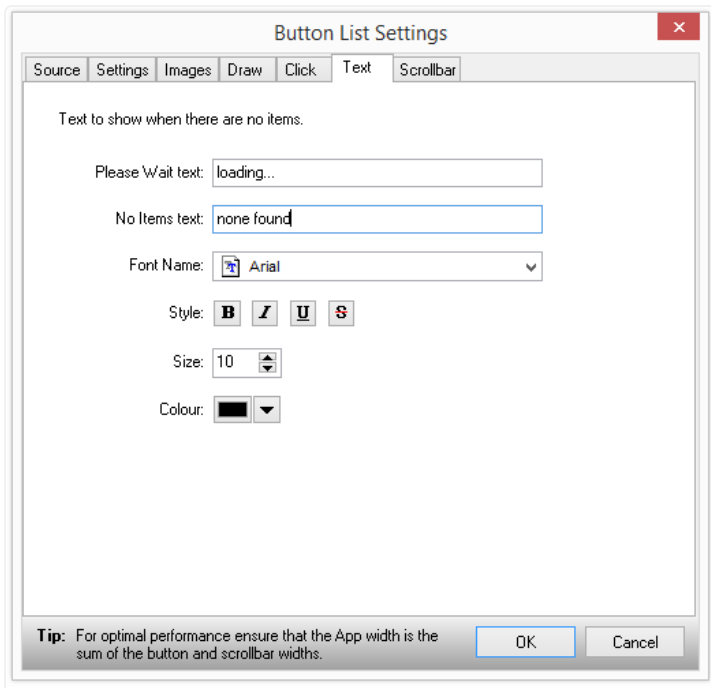 Button List Settings
Source Settings Images Draw Click Text Scrollbar
Text to show when there are no items.
Please Wait text: loading...
No Items text: none found
Font Name: Arial
Style: B I U S
Size: 10
Colour:
Tip: For optimal performance ensure that the App width is the
sum of the button and scrollbar widths.
OK Cancel